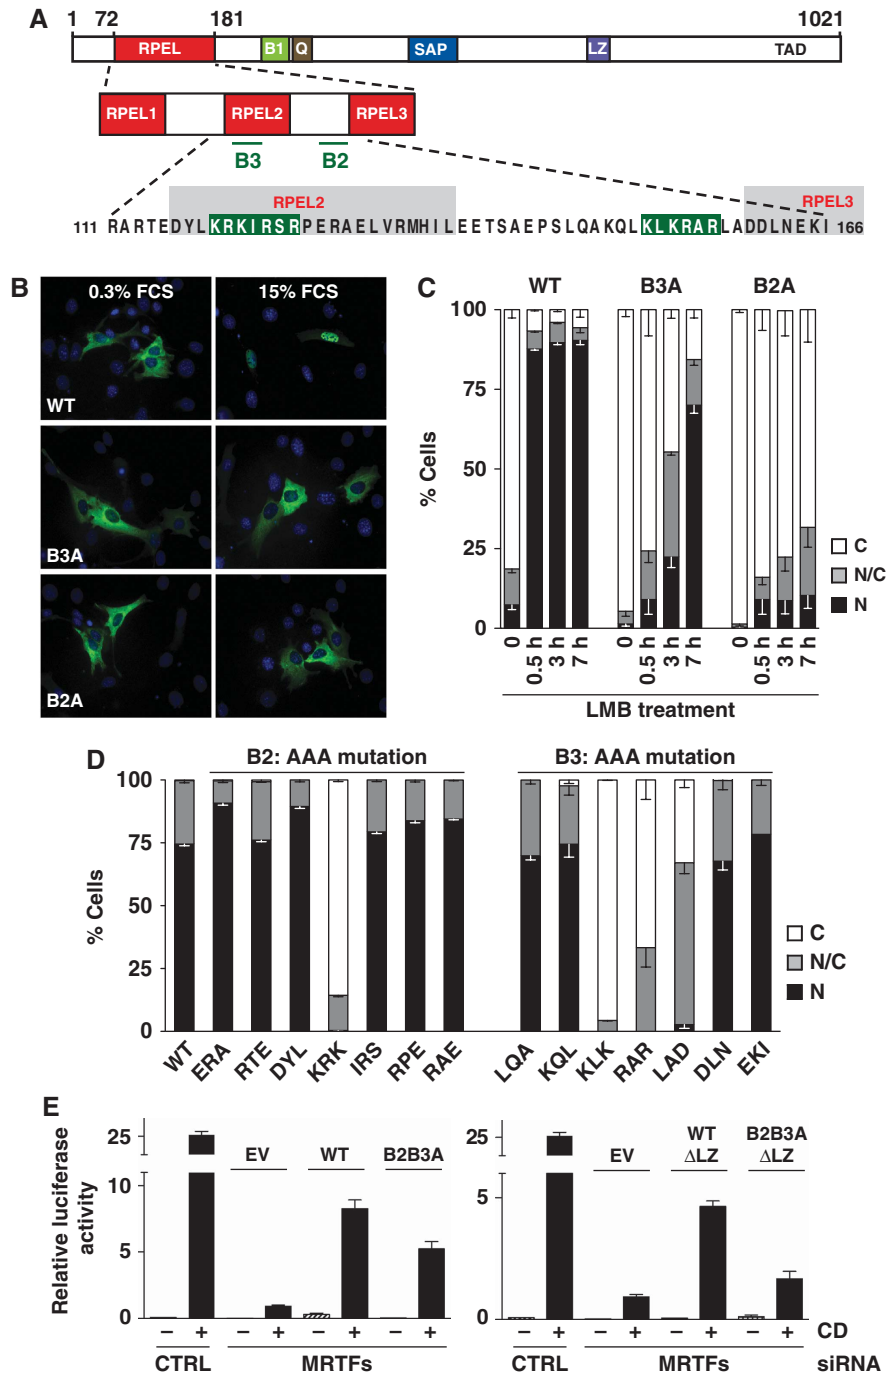 A
1 72 181 1021
RPEL B1 Q SAP LZ TAD
RPEL1 RPEL2 RPEL3
B3 B2
RPEL2 RPEL3
111 RARTEDYLKRKIRSRPERAELVRMHILEETSAEPSLQAKQLKLKRARLADDLNEKI 166
B
0.3% FCS 15% FCS
WT
B3A
B2A
C
WT B3A B2A
100
75
50
25
0
% Cells
C
N/C
N
0 0.5 h 3 h 7 h 0 0.5 h 3 h 7 h 0 0.5 h 3 h 7 h
LMB treatment
D
B2: AAA mutation B3: AAA mutation
100
75
50
25
0
% Cells
C
N/C
N
WT ERA RTE DYL KRK IRS RPE RAE LQA KQL KLK RAR LAD DLN EKI
E
Relative luciferase
activity
25
10
5
0
EV WT B2B3A
− + − + − + − +
CTRL MRTFs
25
5
0
EV WT
ΔLZ B2B3A
ΔLZ
− + − + − + − + CD
CTRL MRTFs siRNA